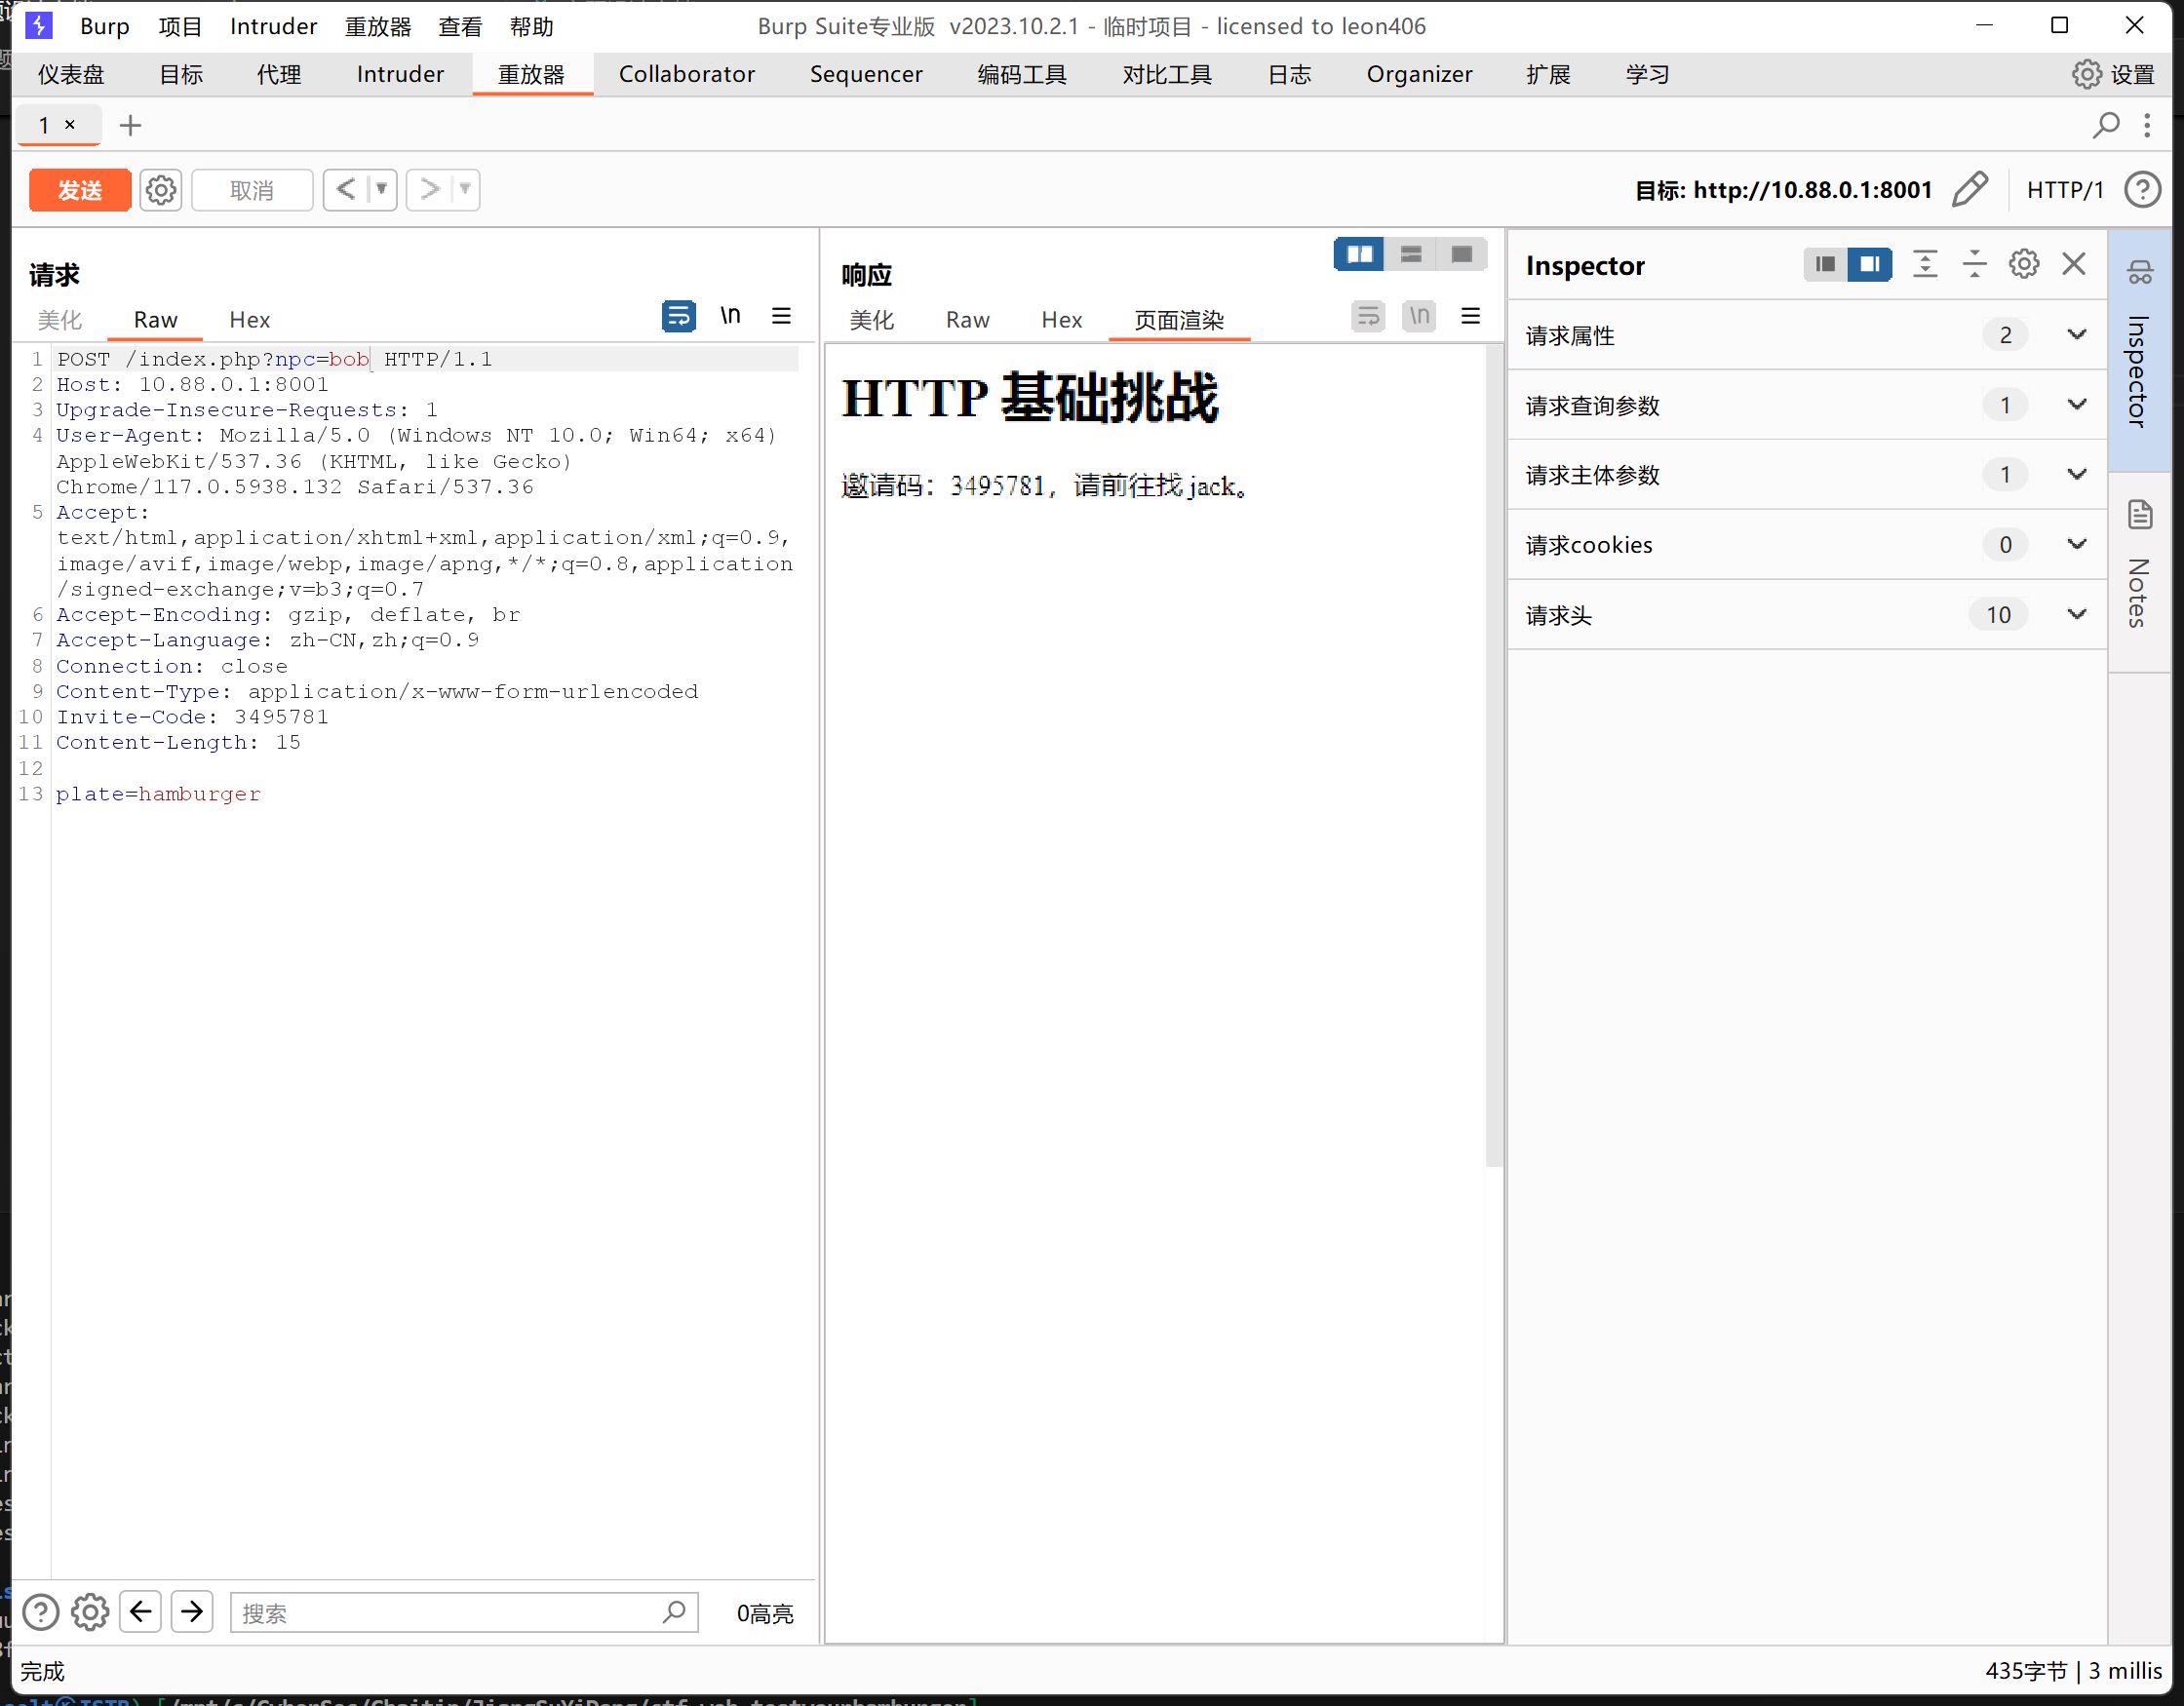 Burp 项目 Intruder 重放器 查看 帮助 Burp Suite专业版 v2023.10.2.1 - 临时项目 - licensed to leon406
仪表盘 目标 代理 Intruder 重放器 Collaborator Sequencer 编码工具 对比工具 日志 Organizer 扩展 学习 设置
1 × +
发送 取消 < > 目标: http://10.88.0.1:8001 HTTP/1
请求
美化 Raw Hex \n
1 POST /index.php?npc=bob HTTP/1.1
2 Host: 10.88.0.1:8001
3 Upgrade-Insecure-Requests: 1
4 User-Agent: Mozilla/5.0 (Windows NT 10.0; Win64; x64)
AppleWebKit/537.36 (KHTML, like Gecko)
Chrome/117.0.5938.132 Safari/537.36
5 Accept:
text/html,application/xhtml+xml,application/xml;q=0.9,
image/avif,image/webp,image/apng,*/*;q=0.8,application
/signed-exchange;v=b3;q=0.7
6 Accept-Encoding: gzip, deflate, br
7 Accept-Language: zh-CN,zh;q=0.9
8 Connection: close
9 Content-Type: application/x-www-form-urlencoded
10 Invite-Code: 3495781
11 Content-Length: 15
12
13 plate=hamburger
搜索 0高亮
响应
美化 Raw Hex 页面渲染 \n
HTTP 基础挑战
邀请码：3495781，请前往找 jack。
Inspector
请求属性 2
请求查询参数 1
请求主体参数 1
请求cookies 0
请求头 10
Inspector
Notes
完成 435字节 | 3 millis